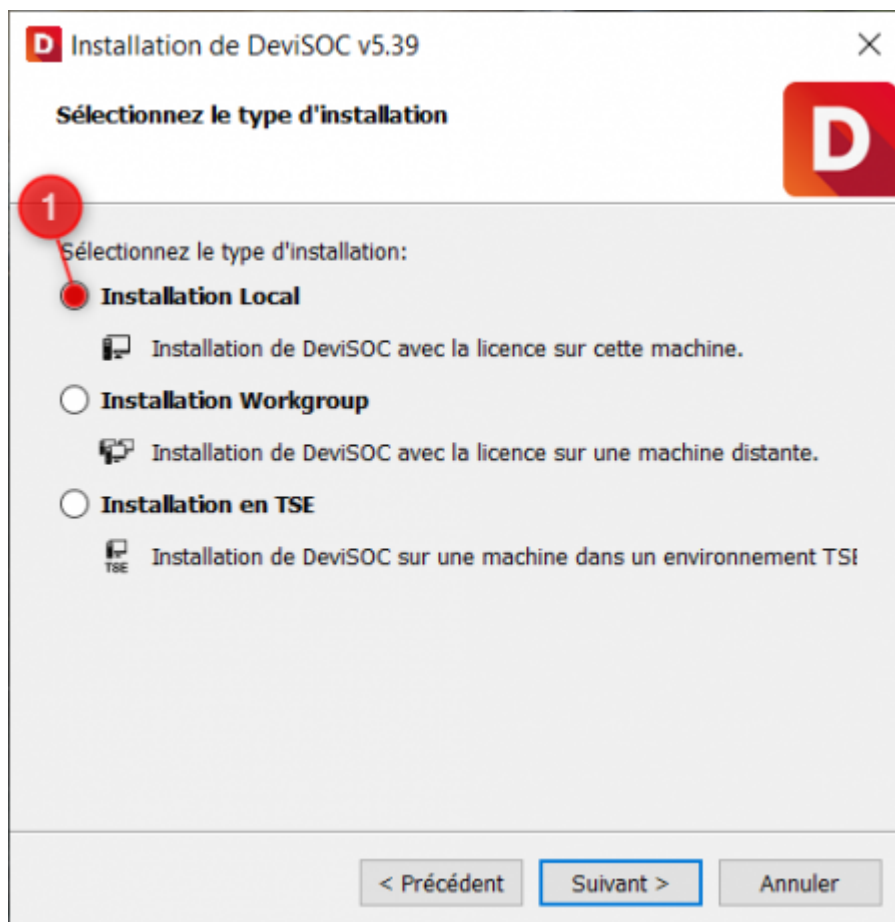 D Installation de DeviSOC v5.39
Sélectionnez le type d'installation
D
1
Sélectionnez le type d'installation:
Installation Local
Installation de DeviSOC avec la licence sur cette machine.
Installation Workgroup
Installation de DeviSOC avec la licence sur une machine distante.
Installation en TSE
TSE Installation de DeviSOC sur une machine dans un environnement TSE
< Précédent Suivant > Annuler